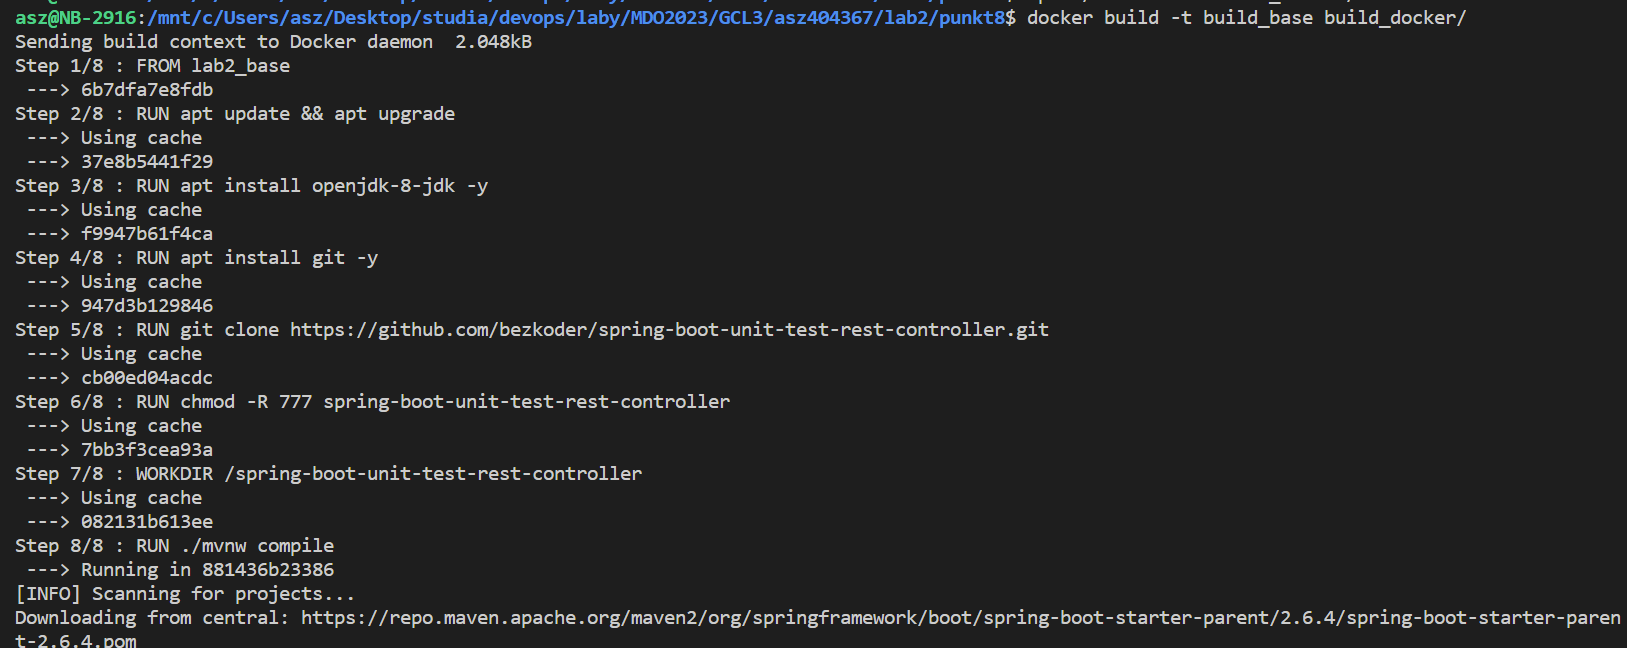 asz@NB-2916:/mnt/c/Users/asz/Desktop/studia/devops/laby/MDO2023/GCL3/asz404367/lab2/punkt8$ docker build -t build_base build_docker/
Sending build context to Docker daemon  2.048kB
Step 1/8 : FROM lab2_base
 ---> 6b7dfa7e8fdb
Step 2/8 : RUN apt update && apt upgrade
 ---> Using cache
 ---> 37e8b5441f29
Step 3/8 : RUN apt install openjdk-8-jdk -y
 ---> Using cache
 ---> f9947b61f4ca
Step 4/8 : RUN apt install git -y
 ---> Using cache
 ---> 947d3b129846
Step 5/8 : RUN git clone https://github.com/bezkoder/spring-boot-unit-test-rest-controller.git
 ---> Using cache
 ---> cb00ed04acdc
Step 6/8 : RUN chmod -R 777 spring-boot-unit-test-rest-controller
 ---> Using cache
 ---> 7bb3f3cea93a
Step 7/8 : WORKDIR /spring-boot-unit-test-rest-controller
 ---> Using cache
 ---> 082131b613ee
Step 8/8 : RUN ./mvnw compile
 ---> Running in 881436b23386
[INFO] Scanning for projects...
Downloading from central: https://repo.maven.apache.org/maven2/org/springframework/boot/spring-boot-starter-parent/2.6.4/spring-boot-starter-paren
t-2.6.4.pom